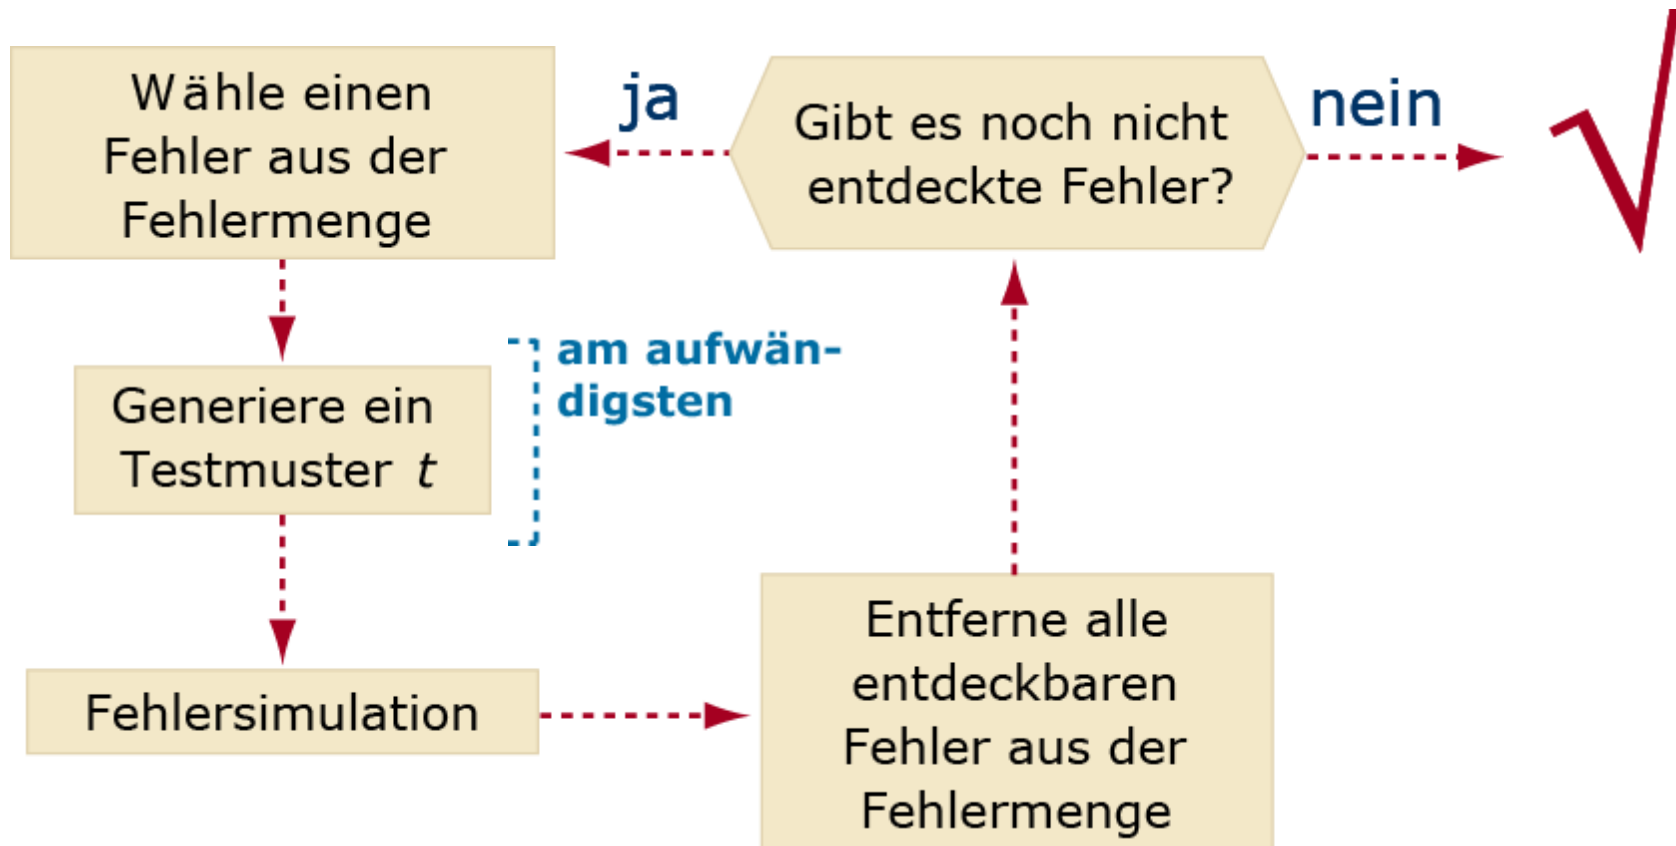 Wähle einen
Fehler aus der
Fehlermenge
ja
Gibt es noch nicht
entdeckte Fehler?
nein
Generiere ein
Testmuster t
am aufwän-
digsten
Fehlersimulation
Entferne alle
entdeckbaren
Fehler aus der
Fehlermenge